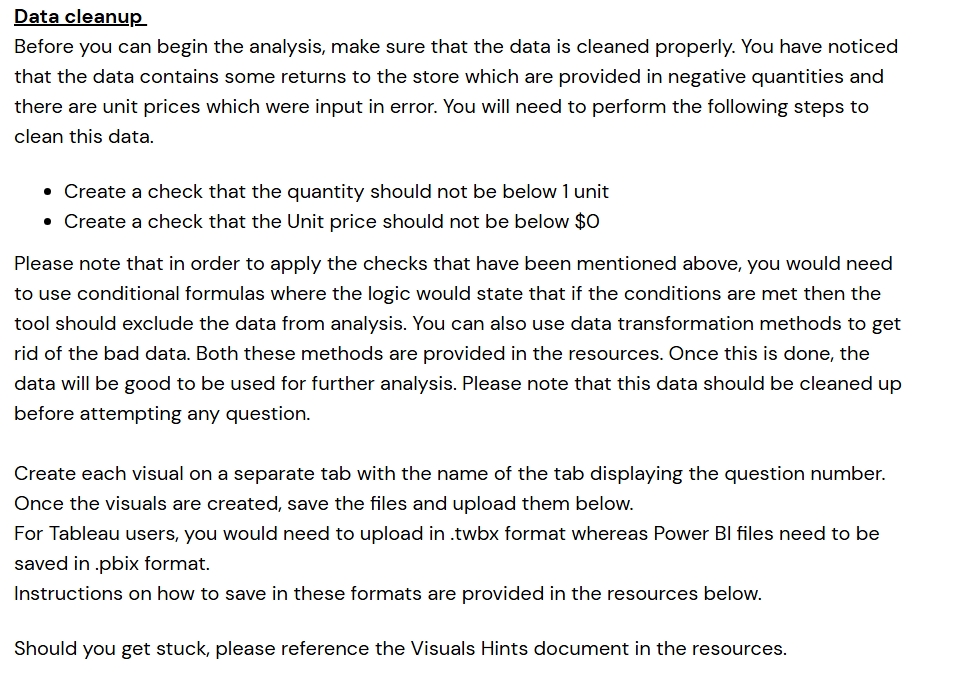 Data cleanup
Before you can begin the analysis, make sure that the data is cleaned properly. You have noticed
that the data contains some returns to the store which are provided in negative quantities and
there are unit prices which were input in error. You will need to perform the following steps to
clean this data.
• Create a check that the quantity should not be below 1 unit
• Create a check that the Unit price should not be below $0
Please note that in order to apply the checks that have been mentioned above, you would need
to use conditional formulas where the logic would state that if the conditions are met then the
tool should exclude the data from analysis. You can also use data transformation methods to get
rid of the bad data. Both these methods are provided in the resources. Once this is done, the
data will be good to be used for further analysis. Please note that this data should be cleaned up
before attempting any question.
Create each visual on a separate tab with the name of the tab displaying the question number.
Once the visuals are created, save the files and upload them below.
For Tableau users, you would need to upload in .twbx format whereas Power BI files need to be
saved in .pbix format.
Instructions on how to save in these formats are provided in the resources below.
Should you get stuck, please reference the Visuals Hints document in the resources.